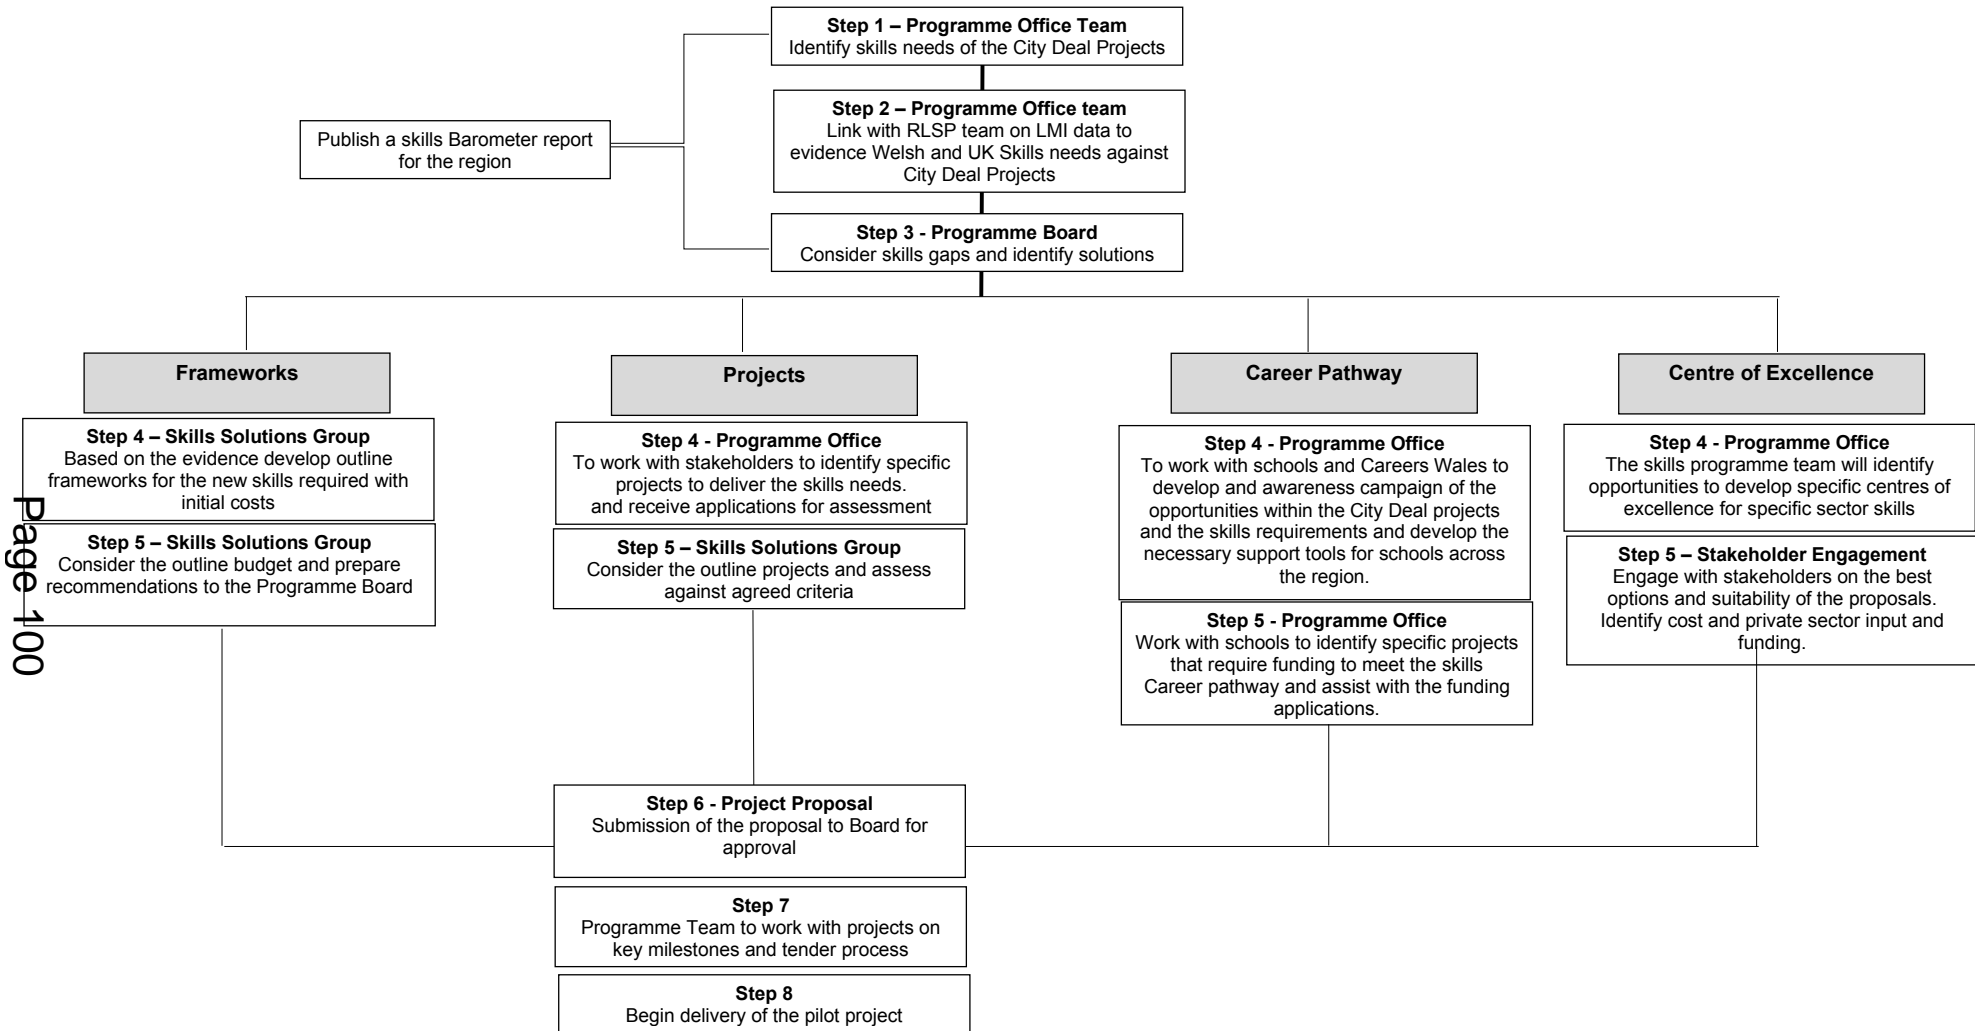 Step 1 – Programme Office Team
Identify skills needs of the City Deal Projects
Step 2 – Programme Office team
Link with RLSP team on LMI data to
evidence Welsh and UK Skills needs against
City Deal Projects
Publish a skills Barometer report
for the region
Step 3 - Programme Board
Consider skills gaps and identify solutions
Frameworks
Step 4 – Skills Solutions Group
Based on the evidence develop outline
frameworks for the new skills required with
initial costs
Step 5 – Skills Solutions Group
Consider the outline budget and prepare
recommendations to the Programme Board
Projects
Step 4 - Programme Office
To work with stakeholders to identify specific
projects to deliver the skills needs.
and receive applications for assessment
Step 5 – Skills Solutions Group
Consider the outline projects and assess
against agreed criteria
Career Pathway
Step 4 - Programme Office
To work with schools and Careers Wales to
develop and awareness campaign of the
opportunities within the City Deal projects
and the skills requirements and develop the
necessary support tools for schools across
the region.
Step 5 - Programme Office
Work with schools to identify specific projects
that require funding to meet the skills
Career pathway and assist with the funding
applications.
Centre of Excellence
Step 4 - Programme Office
The skills programme team will identify
opportunities to develop specific centres of
excellence for specific sector skills
Step 5 – Stakeholder Engagement
Engage with stakeholders on the best
options and suitability of the proposals.
Identify cost and private sector input and
funding.
Step 6 - Project Proposal
Submission of the proposal to Board for
approval
Step 7
Programme Team to work with projects on
key milestones and tender process
Step 8
Begin delivery of the pilot project
Page 100